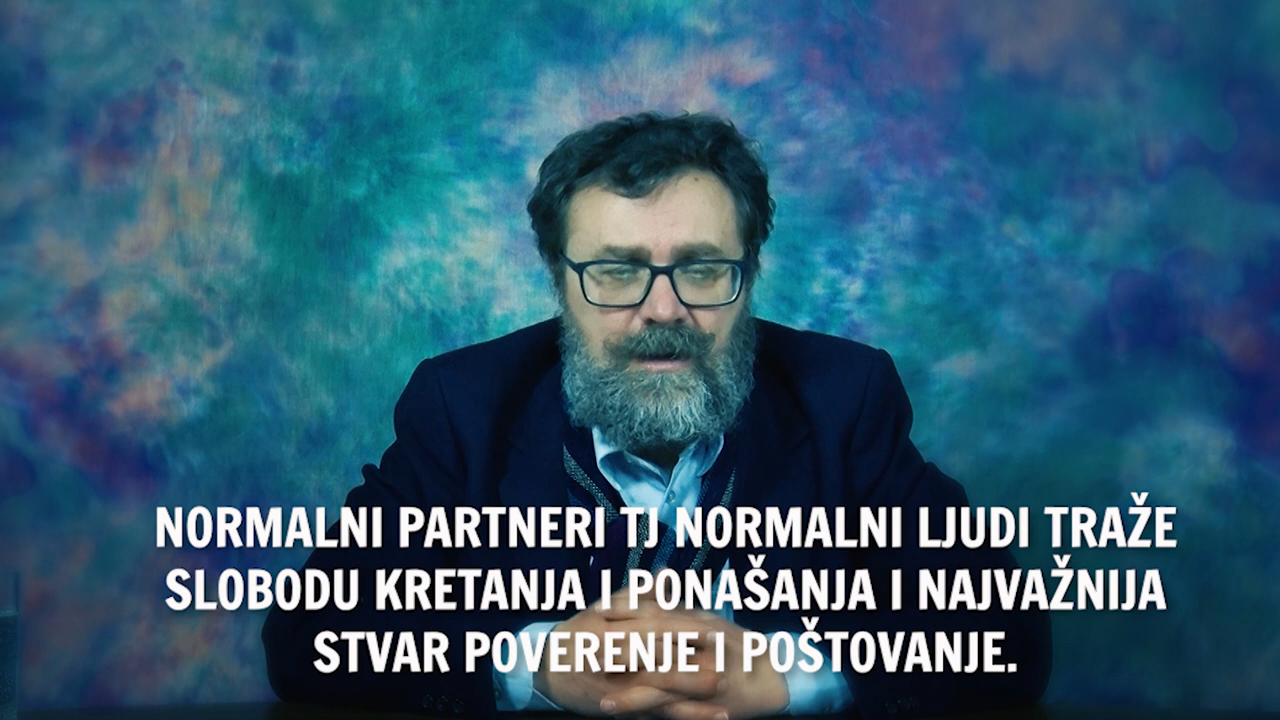 NORMALNI PARTNERI TJ NORMALNI LJUDI TRAŽE
SLOBODU KRETANJA I PONAŠANJA I NAJVAŽNIJA
STVAR POVERENJE I POŠTOVANJE.